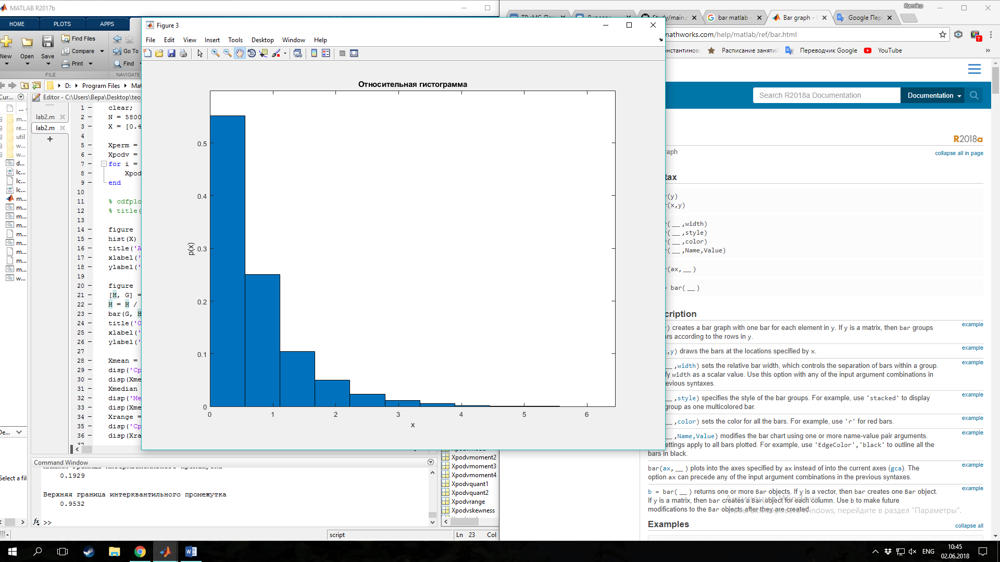 MATLAB R2017b
HOME
PLOTS
APPS
New
Open
Save
Find Files
Compare
Print
Go To
Find
FILE
NAVIGATE
D:
Program Files
Editor - C:\Users\Вера\Desktop\teo
lab2.m
lab2.m
m...
re...
util
w...
w...
d...
lc...
lc...
lc...
m...
m...
m...
m...
m...
m...
m...
m...
m...
w...
1
clear;
2
N = 5800
3
X = [0.4
4
5
Xperm =
6
Xpodv =
7
for i =
8
Xpod
9
end
10
11
% cdfplo
12
% title(
13
14
figure
15
hist(X)
16
title('А
17
xlabel('
18
ylabel('
19
20
figure
21
[H, G] =
22
H = H /
23
bar(G, H
24
title('О
25
xlabel('
26
ylabel('
27
28
Xmean =
29
disp('Ср
30
disp(Xme
31
Xmedian
32
disp('Ме
33
disp(Xme
34
Xrange =
35
disp('Ср
36
disp(Xra
Figure 3
File Edit View Insert Tools Desktop Window Help
Относительная гистограмма
p(x)
0.5
0.4
0.3
0.2
0.1
0
0 1 2 3 4 5 6
x
Command Window
0.1929
Верхняя граница интерквантильного промежутка
0.9532
fx >>
Select a fil
Xpodvmoment2
Xpodvmoment3
Xpodvmoment4
Xpodvquant1
Xpodvquant2
Xpodvrange
Xpodvskewness
script
Ln 23 Col
Kamiko
Study/main.
bar matlab -
Bar graph -
Google Пер
mathworks.com/help/matlab/ref/bar.html
Расписание заняти
Переводчик Google
YouTube
»
Search R2018a Documentation
Documentation
R2018a
raph
collapse all in page
tax
(y)
(x,y)
( __ ,width)
( __ ,style)
( __ ,color)
( __ ,Name,Value)
(ax, __ )
= bar( __ )
cription
) creates a bar graph with one bar for each element in y. If y is a matrix, then bar groups
rs according to the rows in y.
example
,y) draws the bars at the locations specified by x.
example
__ ,width) sets the relative bar width, which controls the separation of bars within a group.
fy width as a scalar value. Use this option with any of the input argument combinations in
evious syntaxes.
example
__ ,style) specifies the style of the bar groups. For example, use 'stacked' to display
group as one multicolored bar.
example
__ ,color) sets the color for all the bars. For example, use 'r' for red bars.
example
__ ,Name,Value) modifies the bar chart using one or more name-value pair arguments.
ettings apply to all bars plotted. For example, use 'EdgeColor','black' to outline all the
bars in black.
example
bar(ax, __ ) plots into the axes specified by ax instead of into the current axes (gca). The
option ax can precede any of the input argument combinations in the previous syntaxes.
example
b = bar( __ ) returns one or more Bar objects. If y is a vector, then bar creates one Bar object.
If y is a matrix, then bar creates a Bar object for each column. Use b to make future
modifications to the Bar objects after they are created.
example
Активация Windows
Чтобы активировать Windows, перейдите в раздел "Параметры".
Examples
collapse all
ENG
10:45
02.06.2018